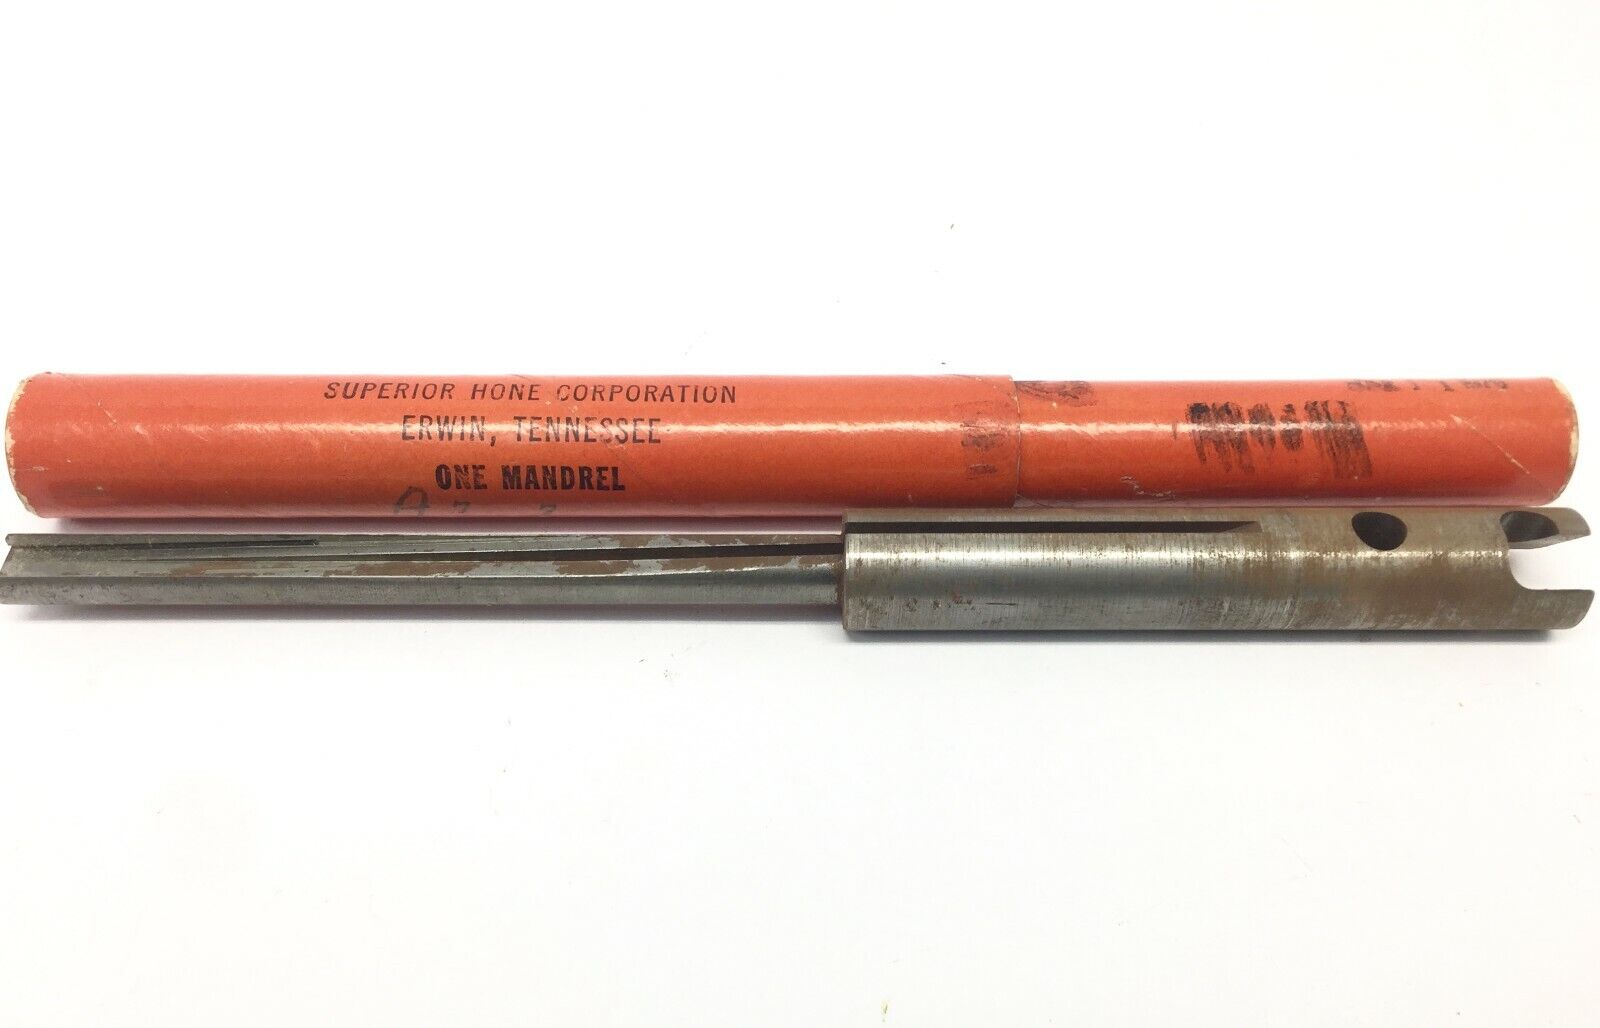 SUPERIOR HONE CORPORATION
ERWIN, TENNESSEE
ONE MANDREL
A